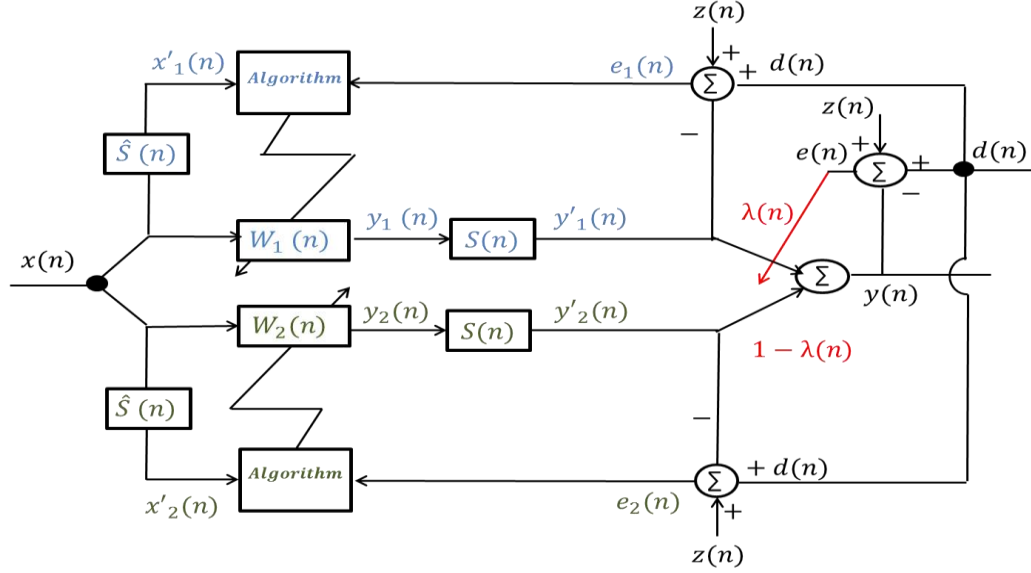 z(n)
x'₁(n)
Algorithm
e₁(n)
Σ
+
+
d(n)
−
z(n)
Ŝ (n)
e(n)
+
Σ
+
−
d(n)
λ(n)
W₁ (n)
y₁ (n)
S(n)
y'₁(n)
x(n)
Σ
y(n)
W₂(n)
y₂(n)
S(n)
y'₂(n)
1 − λ(n)
Ŝ (n)
−
Algorithm
x'₂(n)
e₂(n)
Σ
+ d(n)
+
z(n)